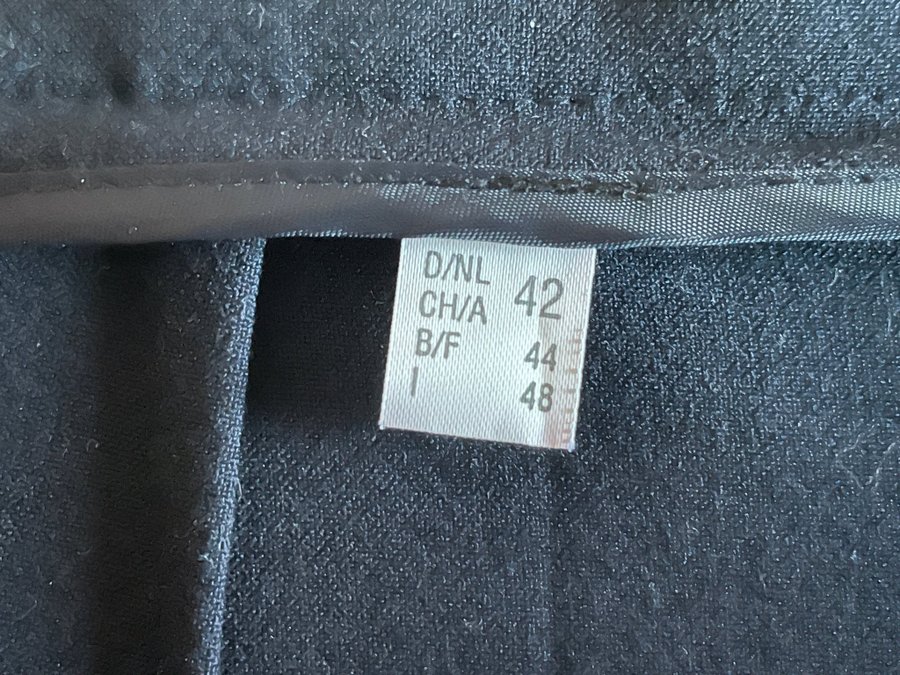 D/NL
CH/A 42
B/F 44
I 48